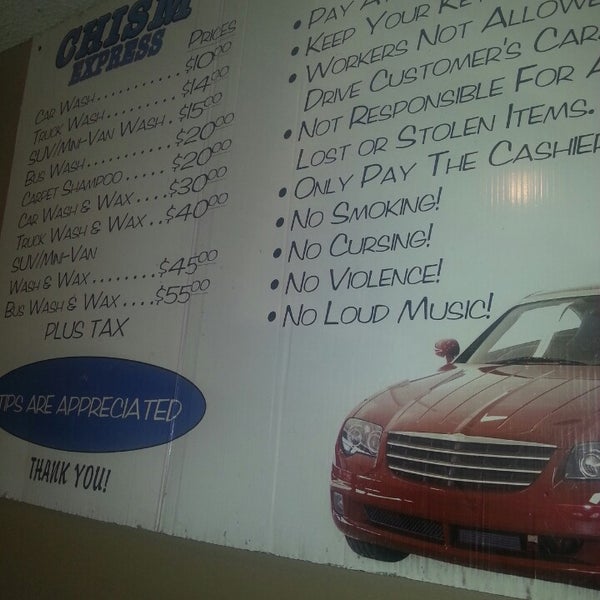 CHISM
EXPRESS
PRICES
CAR WASH .......... $10.00
TRUCK WASH ......... $14.00
SUV/MINI-VAN WASH . $15.00
BUS WASH ........... $20.00
CARPET SHAMPOO ..... $20.00
CAR WASH & WAX .... $30.00
TRUCK WASH & WAX .. $40.00
SUV/MINI-VAN
WASH & WAX ........ $45.00
BUS WASH & WAX .... $55.00
PLUS TAX
TIPS ARE APPRECIATED
THANK YOU!
• PAY
• KEEP YOUR
• WORKERS NOT ALLOWED
DRIVE CUSTOMER'S CARS
• NOT RESPONSIBLE FOR
LOST OR STOLEN ITEMS.
• ONLY PAY THE CASHIER
• NO SMOKING!
• NO CURSING!
• NO VIOLENCE!
• NO LOUD MUSIC!